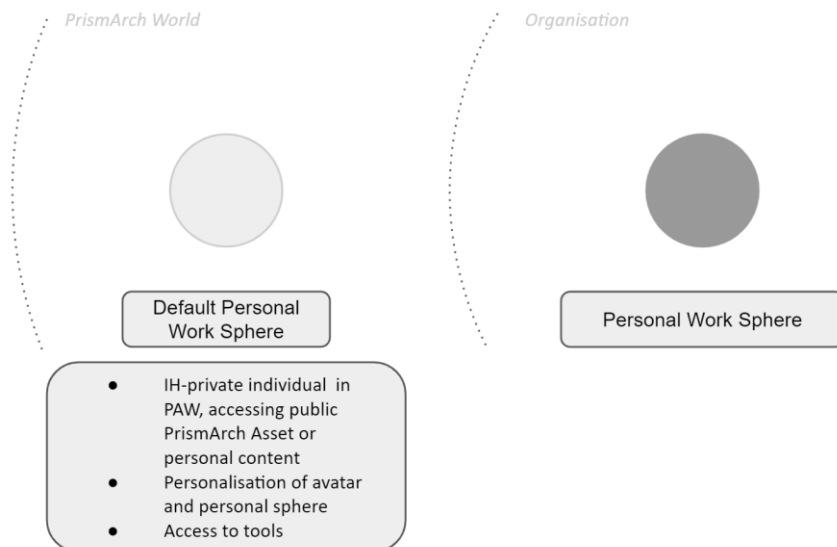 PrismArch World
Organisation
Default Personal
Work Sphere
Personal Work Sphere
● IH-private individual in
PAW, accessing public
PrismArch Asset or
personal content
● Personalisation of avatar
and personal sphere
● Access to tools